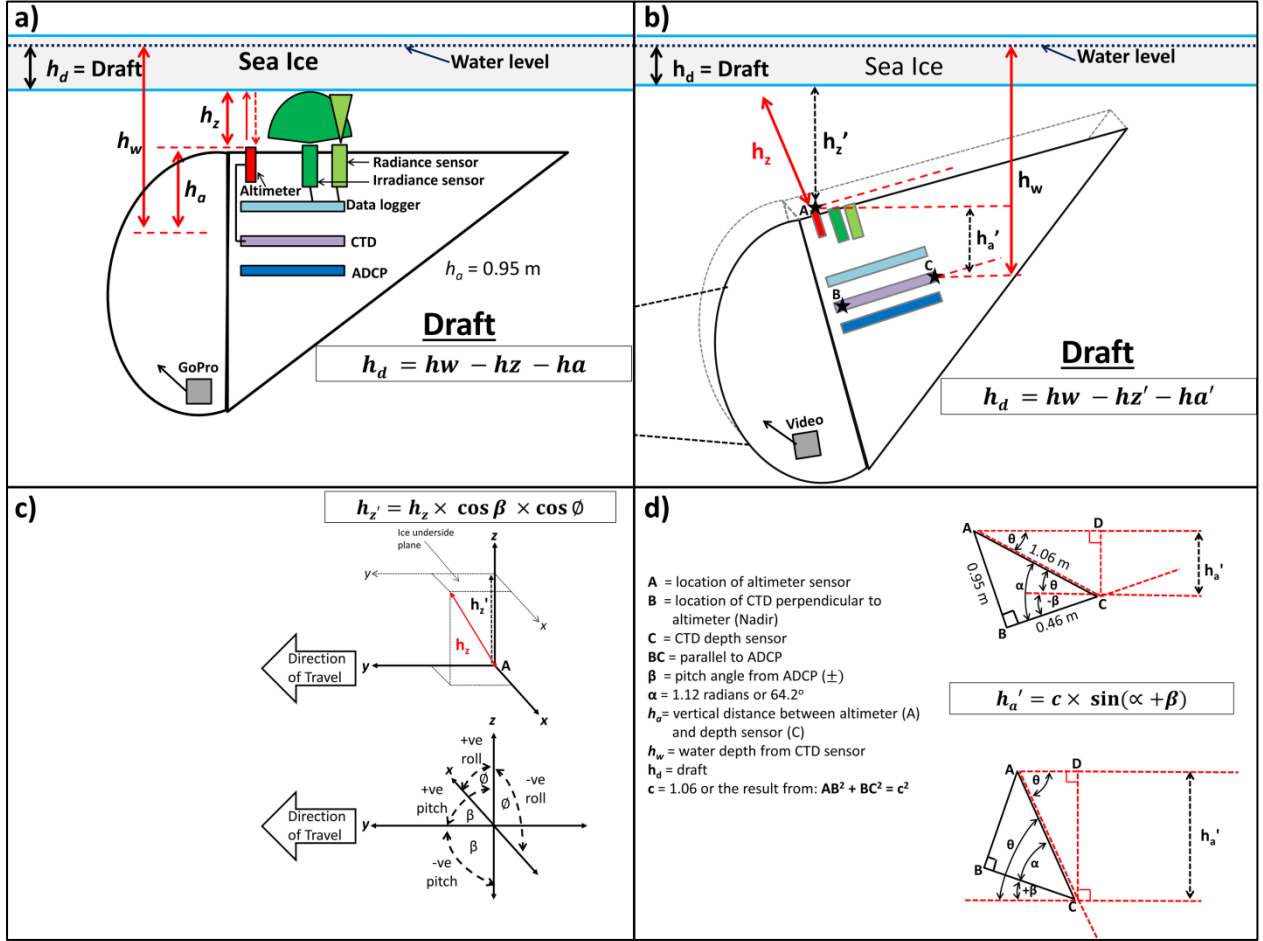 a)
Water level
h_d = Draft
Sea Ice
h_z
h_w
h_a
Radiance sensor
Irradiance sensor
Altimeter
Data logger
CTD
ADCP
h_a = 0.95 m
GoPro
Draft
h_d = hw − hz − ha
b)
Water level
h_d = Draft
Sea Ice
h_z
h_z’
h_w
A
h_a’
C
B
Video
Draft
h_d = hw − hz′ − ha′
c)
h_z′ = h_z × cos β × cos ∅
Ice underside
plane
z
y
h_z'
x
h_z
Direction
of Travel
y
A
x
z
+ve
roll
x
Ø
-ve
roll
+ve
pitch
β
Ø
Direction
of Travel
y
β
-ve
pitch
d)
A = location of altimeter sensor
B = location of CTD perpendicular to
altimeter (Nadir)
C = CTD depth sensor
BC = parallel to ADCP
β = pitch angle from ADCP (±)
α = 1.12 radians or 64.2°
h_a = vertical distance between altimeter (A)
and depth sensor (C)
h_w = water depth from CTD sensor
h_d = draft
c = 1.06 or the result from: AB² + BC² = c²
A
D
θ
1.06 m
0.95 m
α
θ
-β
h_a'
C
B
0.46 m
h_a′ = c × sin(∝ +β)
A
D
θ
h_a'
θ
α
B
+β
C